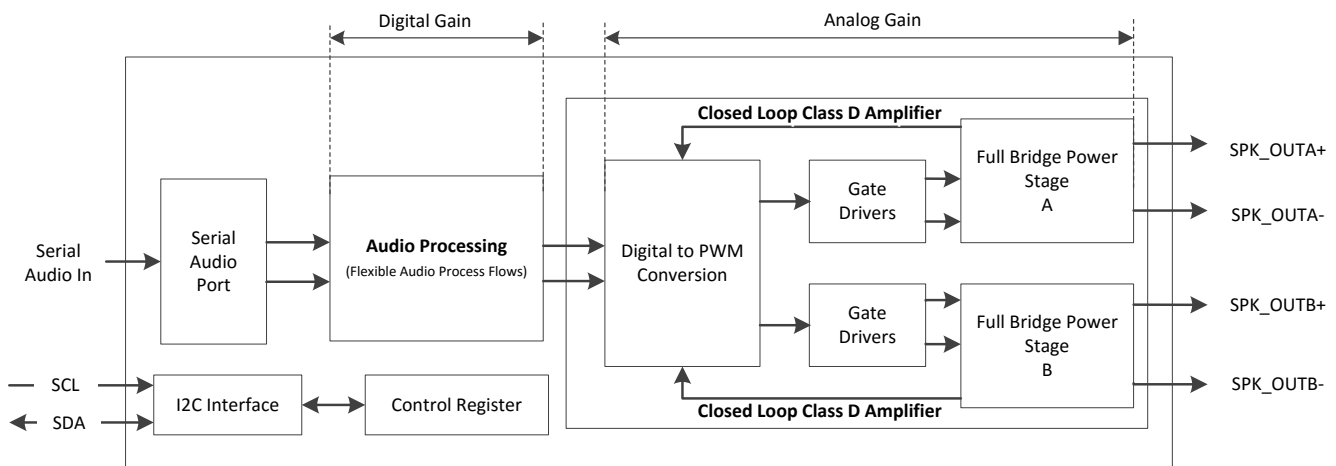 Digital Gain
Analog Gain
Closed Loop Class D Amplifier
Serial
Audio In
Serial
Audio
Port
Audio Processing
(Flexible Audio Process Flows)
Digital to PWM
Conversion
Gate
Drivers
Full Bridge Power
Stage
A
SPK_OUTA+
SPK_OUTA-
Gate
Drivers
Full Bridge Power
Stage
B
SPK_OUTB+
SPK_OUTB-
SCL
SDA
I2C Interface
Control Register
Closed Loop Class D Amplifier